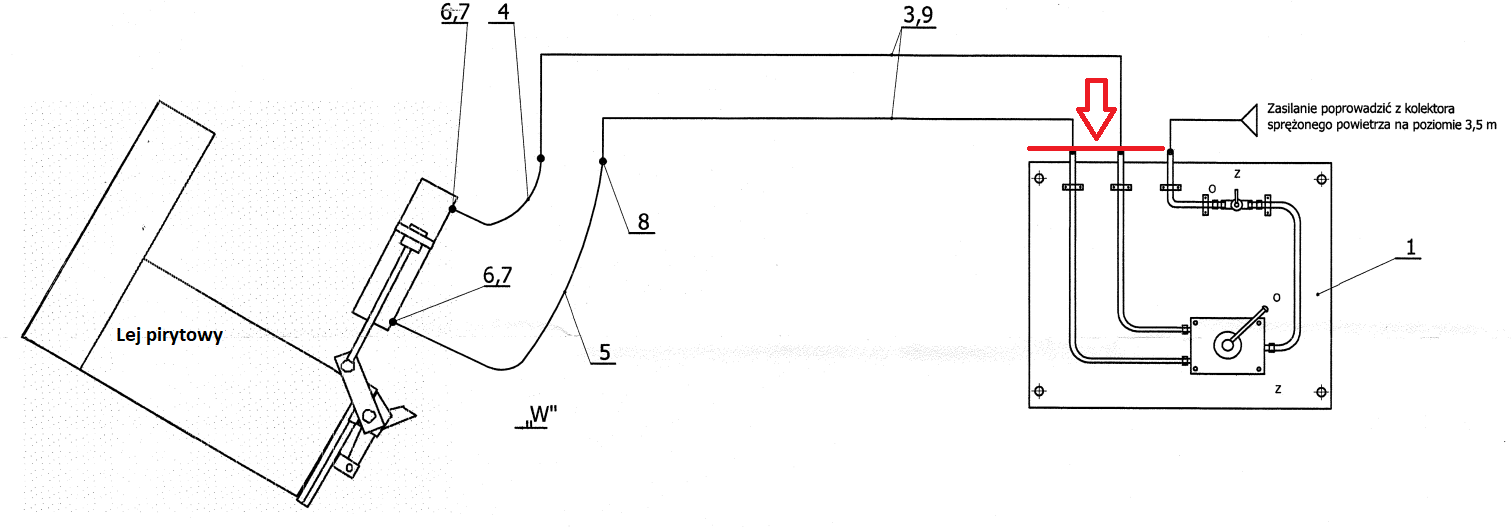 6,7
4
3,9
Zasilanie poprowadzić z kolektora
sprężonego powietrza na poziomie 3,5 m
Z
O
8
1
6,7
O
Lej pirytowy
5
Z
„W"